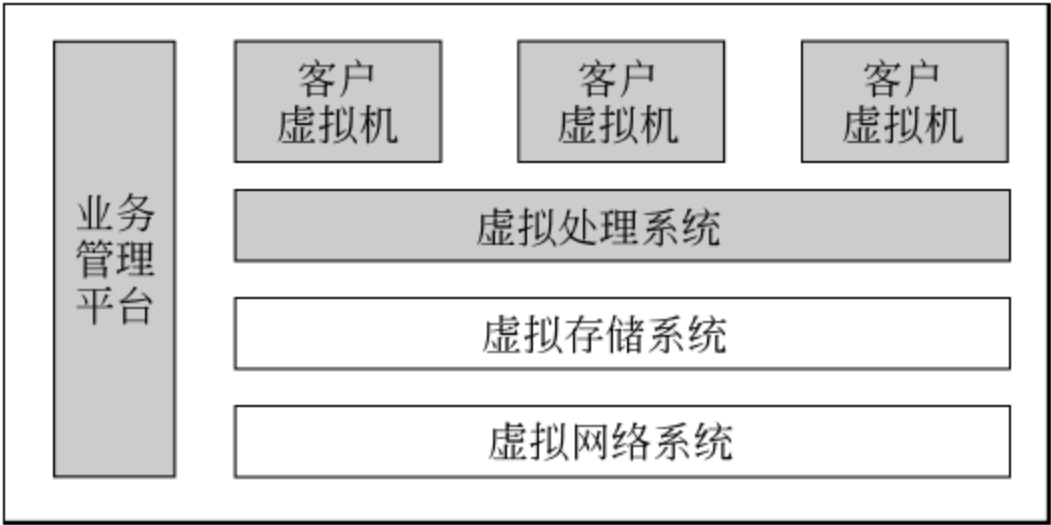 业务
管理
平台
客户
虚拟机
客户
虚拟机
客户
虚拟机
虚拟处理系统
虚拟存储系统
虚拟网络系统